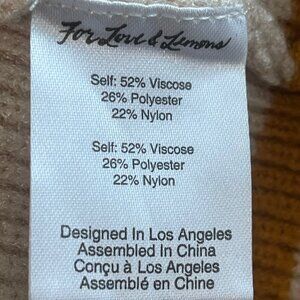 For Love & Lemons
Self: 52% Viscose
26% Polyester
22% Nylon
Self: 52% Viscose
26% Polyester
22% Nylon
Designed In Los Angeles
Assembled In China
Conçu à Los Angeles
Assemblé en Chine